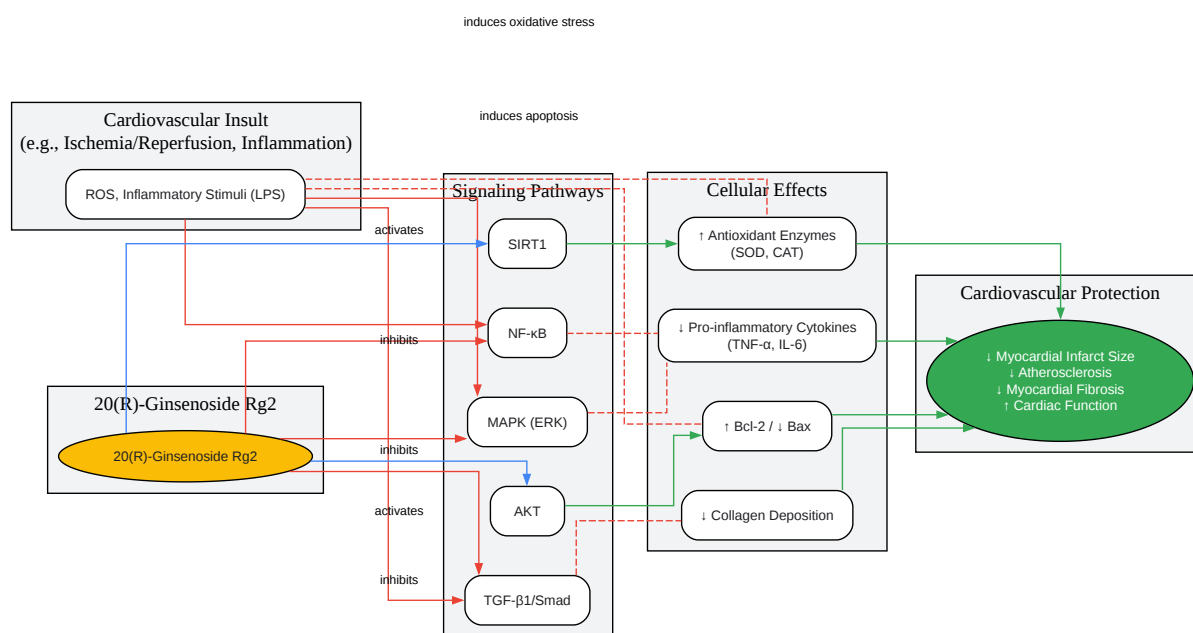 induces oxidative stress
induces apoptosis
Cardiovascular Insult
(e.g., Ischemia/Reperfusion, Inflammation)
ROS, Inflammatory Stimuli (LPS)
20(R)-Ginsenoside Rg2
20(R)-Ginsenoside Rg2
activates
inhibits
inhibits
activates
inhibits
Signaling Pathways
SIRT1
NF-κB
MAPK (ERK)
AKT
TGF-β1/Smad
Cellular Effects
↑ Antioxidant Enzymes
(SOD, CAT)
↓ Pro-inflammatory Cytokines
(TNF-α, IL-6)
↑ Bcl-2 / ↓ Bax
↓ Collagen Deposition
Cardiovascular Protection
↓ Myocardial Infarct Size
↓ Atherosclerosis
↓ Myocardial Fibrosis
↑ Cardiac Function